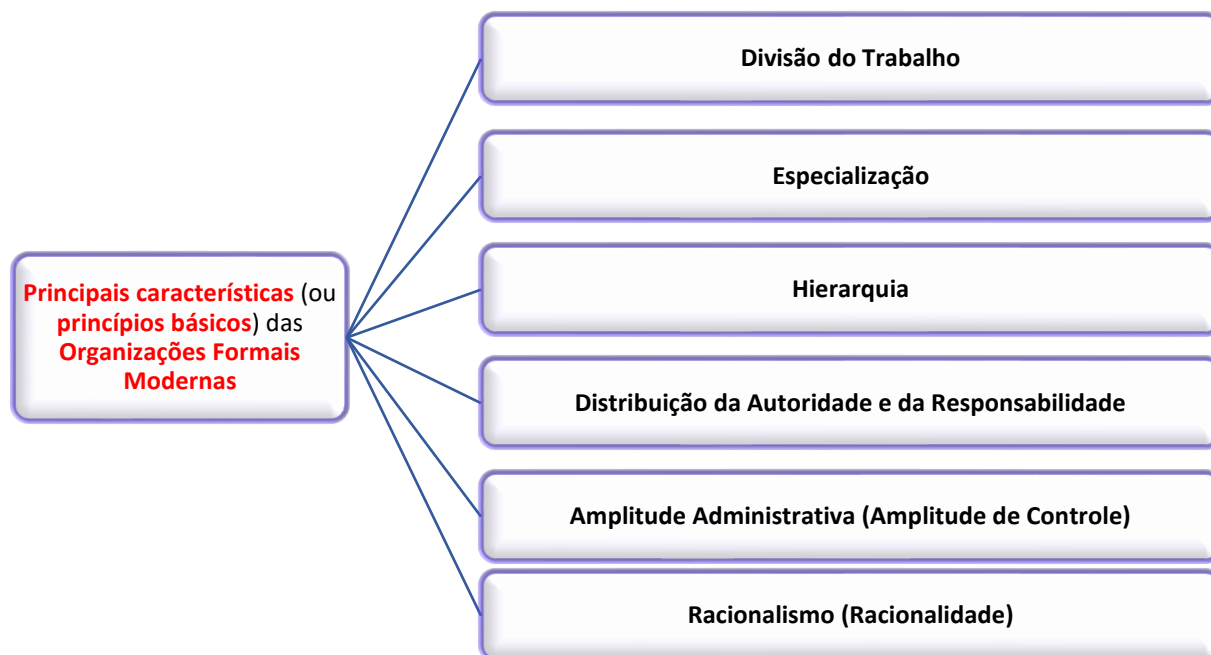 Divisão do Trabalho
Especialização
Hierarquia
Principais características (ou
princípios básicos) das
Organizações Formais
Modernas
Distribuição da Autoridade e da Responsabilidade
Amplitude Administrativa (Amplitude de Controle)
Racionalismo (Racionalidade)